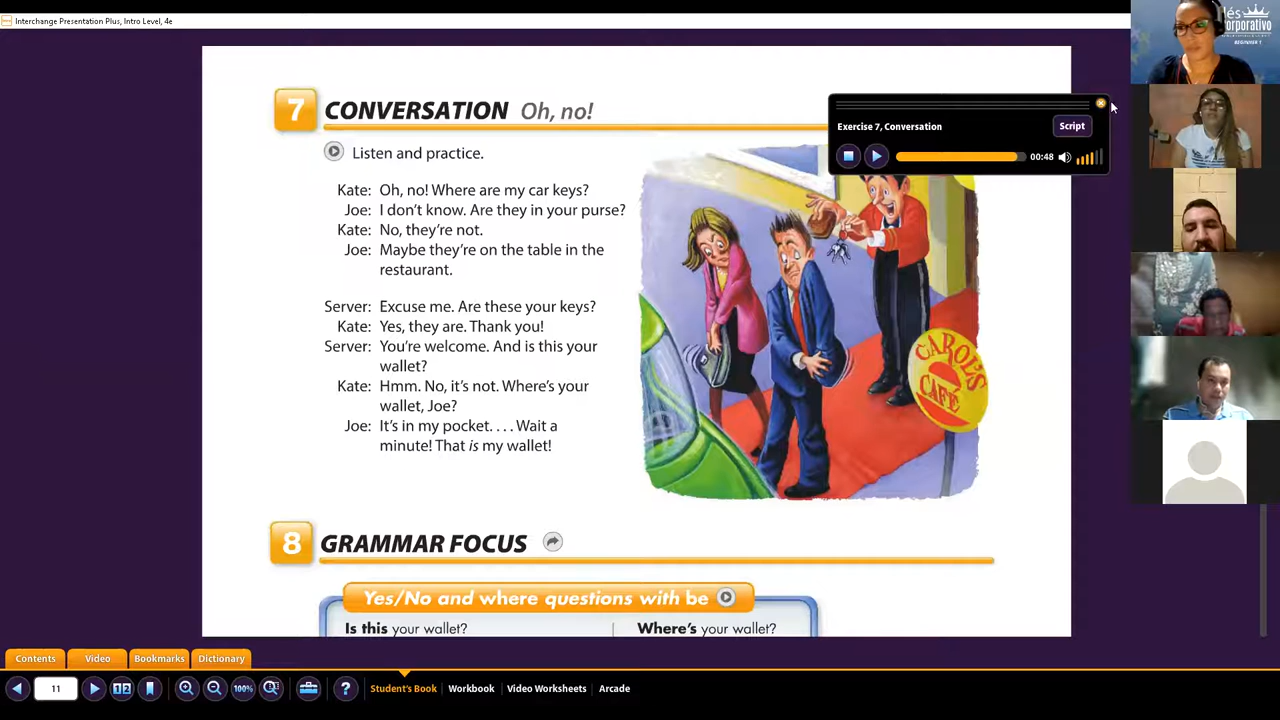 Interchange Presentation Plus, Intro Level, 4e
lés
corporativo
BEGINNER 1
7 CONVERSATION Oh, no!
Exercise 7, Conversation
Script
00:48
Listen and practice.
Kate: Oh, no! Where are my car keys?
Joe: I don't know. Are they in your purse?
Kate: No, they're not.
Joe: Maybe they're on the table in the
restaurant.
Server: Excuse me. Are these your keys?
Kate: Yes, they are. Thank you!
Server: You're welcome. And is this your
wallet?
Kate: Hmm. No, it's not. Where's your
wallet, Joe?
Joe: It's in my pocket. . . . Wait a
minute! That is my wallet!
CAROL'S
CAFÉ
8 GRAMMAR FOCUS
Yes/No and where questions with be
Is this your wallet?
Where's your wallet?
Contents Video Bookmarks Dictionary
11 12 100% ? Student's Book Workbook Video Worksheets Arcade